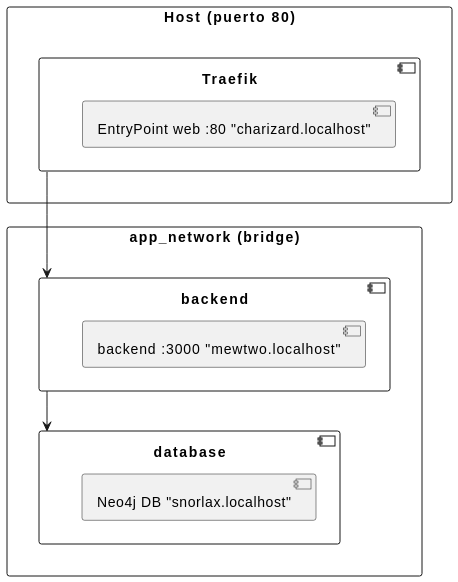 Host (puerto 80)
Traefik
EntryPoint web :80 "charizard.localhost"
app_network (bridge)
backend
backend :3000 "mewtwo.localhost"
database
Neo4j DB "snorlax.localhost"